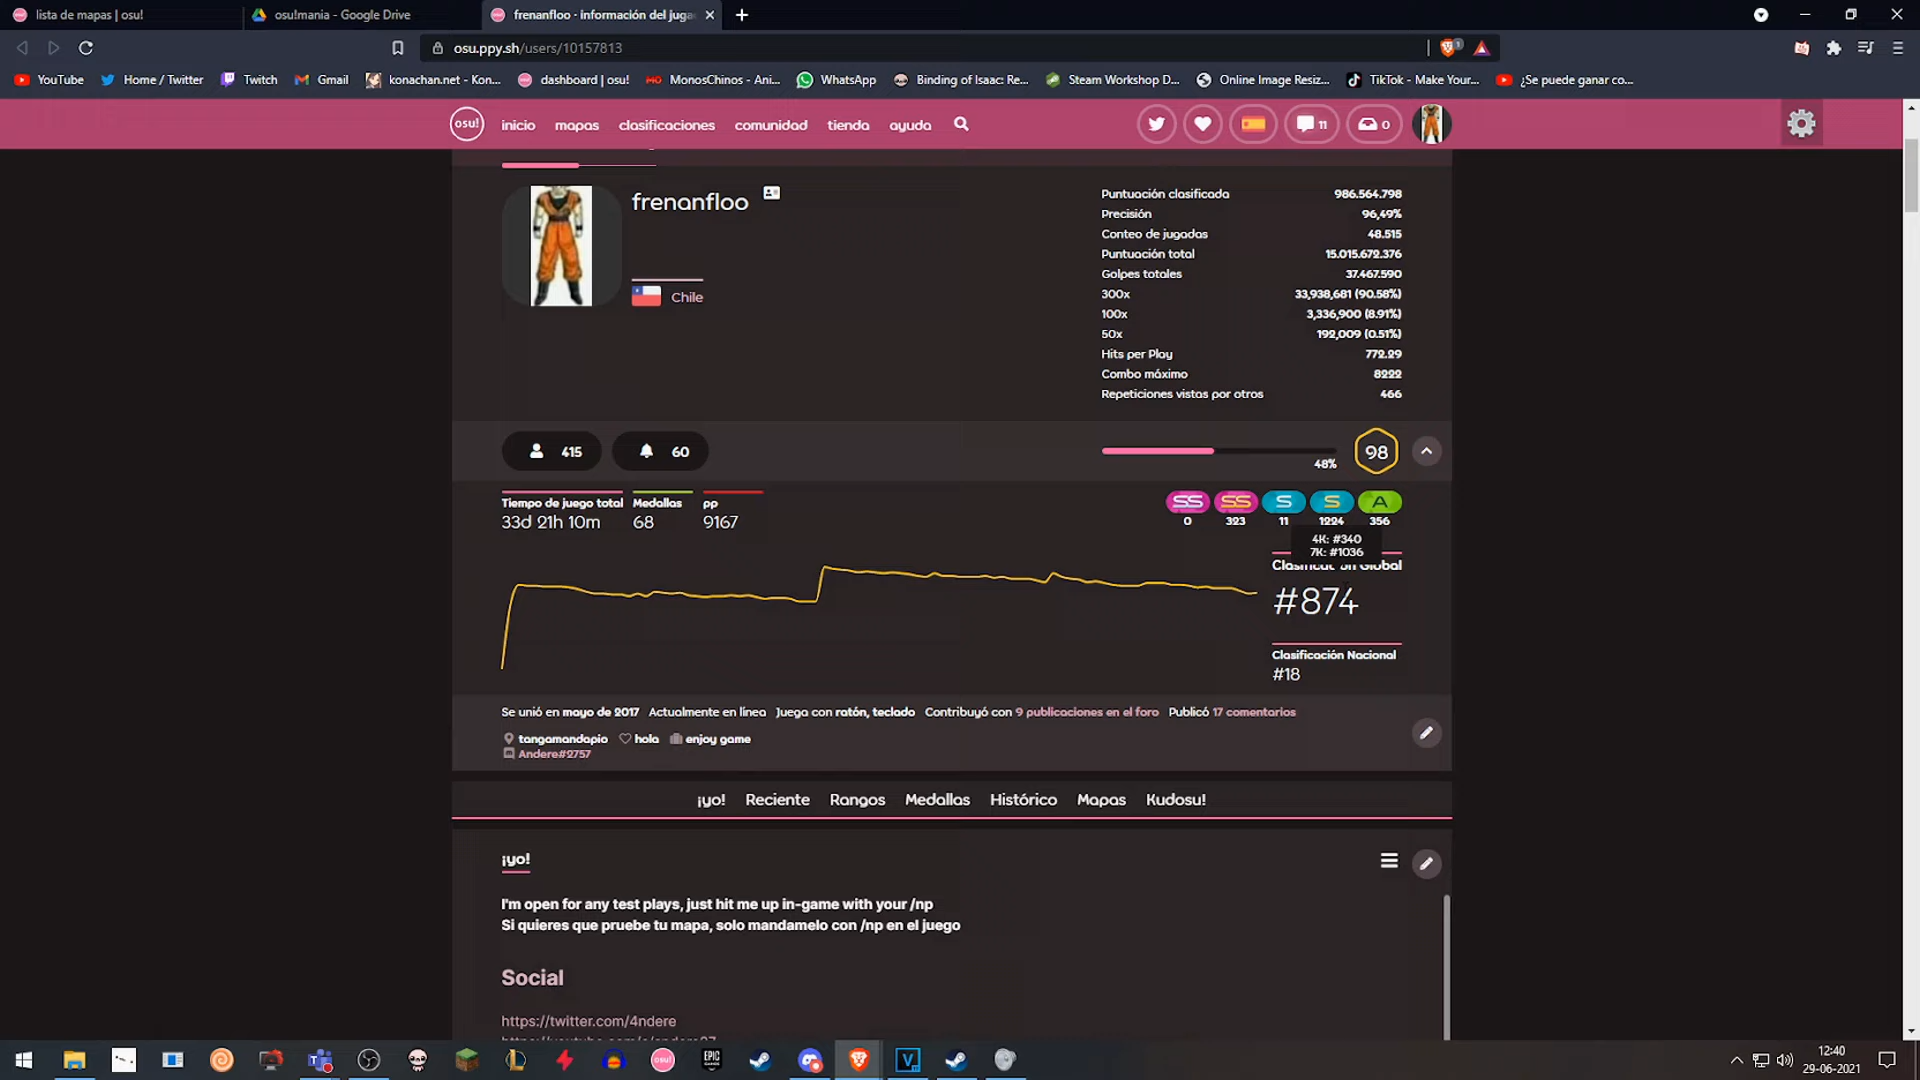 lista de mapas | osu!
osu!mania - Google Drive
frenanfloo · información del juga
osu.ppy.sh/users/10157813
1
YouTube
Home / Twitter
Twitch
Gmail
konachan.net - Kon...
dashboard | osu!
MonosChinos - Ani...
WhatsApp
Binding of Isaac: Re...
Steam Workshop D...
Online Image Resiz...
TikTok - Make Your...
¿Se puede ganar co...
osu!
inicio
mapas
clasificaciones
comunidad
tienda
ayuda
11
0
frenanfloo
Chile
Puntuación clasificada 986.564.798
Precisión 96,49%
Conteo de jugadas 48.515
Puntuación total 15.015.672.376
Golpes totales 37.467.590
300x 33,938,681 (90.58%)
100x 3,336,900 (8.91%)
50x 192,009 (0.51%)
Hits per Play 772.29
Combo máximo 8222
Repeticiones vistas por otros 466
415
60
48%
98
Tiempo de juego total
33d 21h 10m
Medallas
68
pp
9167
SS SS S S A
0 323 11 1224 356
4K: #340
7K: #1036
Global
#874
Clasificación Nacional
#18
Se unió en mayo de 2017 Actualmente en línea Juega con ratón, teclado Contribuyó con 9 publicaciones en el foro Publicó 17 comentarios
tangamandapio hola enjoy game
Andere#2757
¡yo! Reciente Rangos Medallas Histórico Mapas Kudosu!
¡yo!
I'm open for any test plays, just hit me up in-game with your /np
Si quieres que pruebe tu mapa, solo mandamelo con /np en el juego
Social
https://twitter.com/4ndere
osu!
EPIC
GAMES
V
12:40
29-06-2021